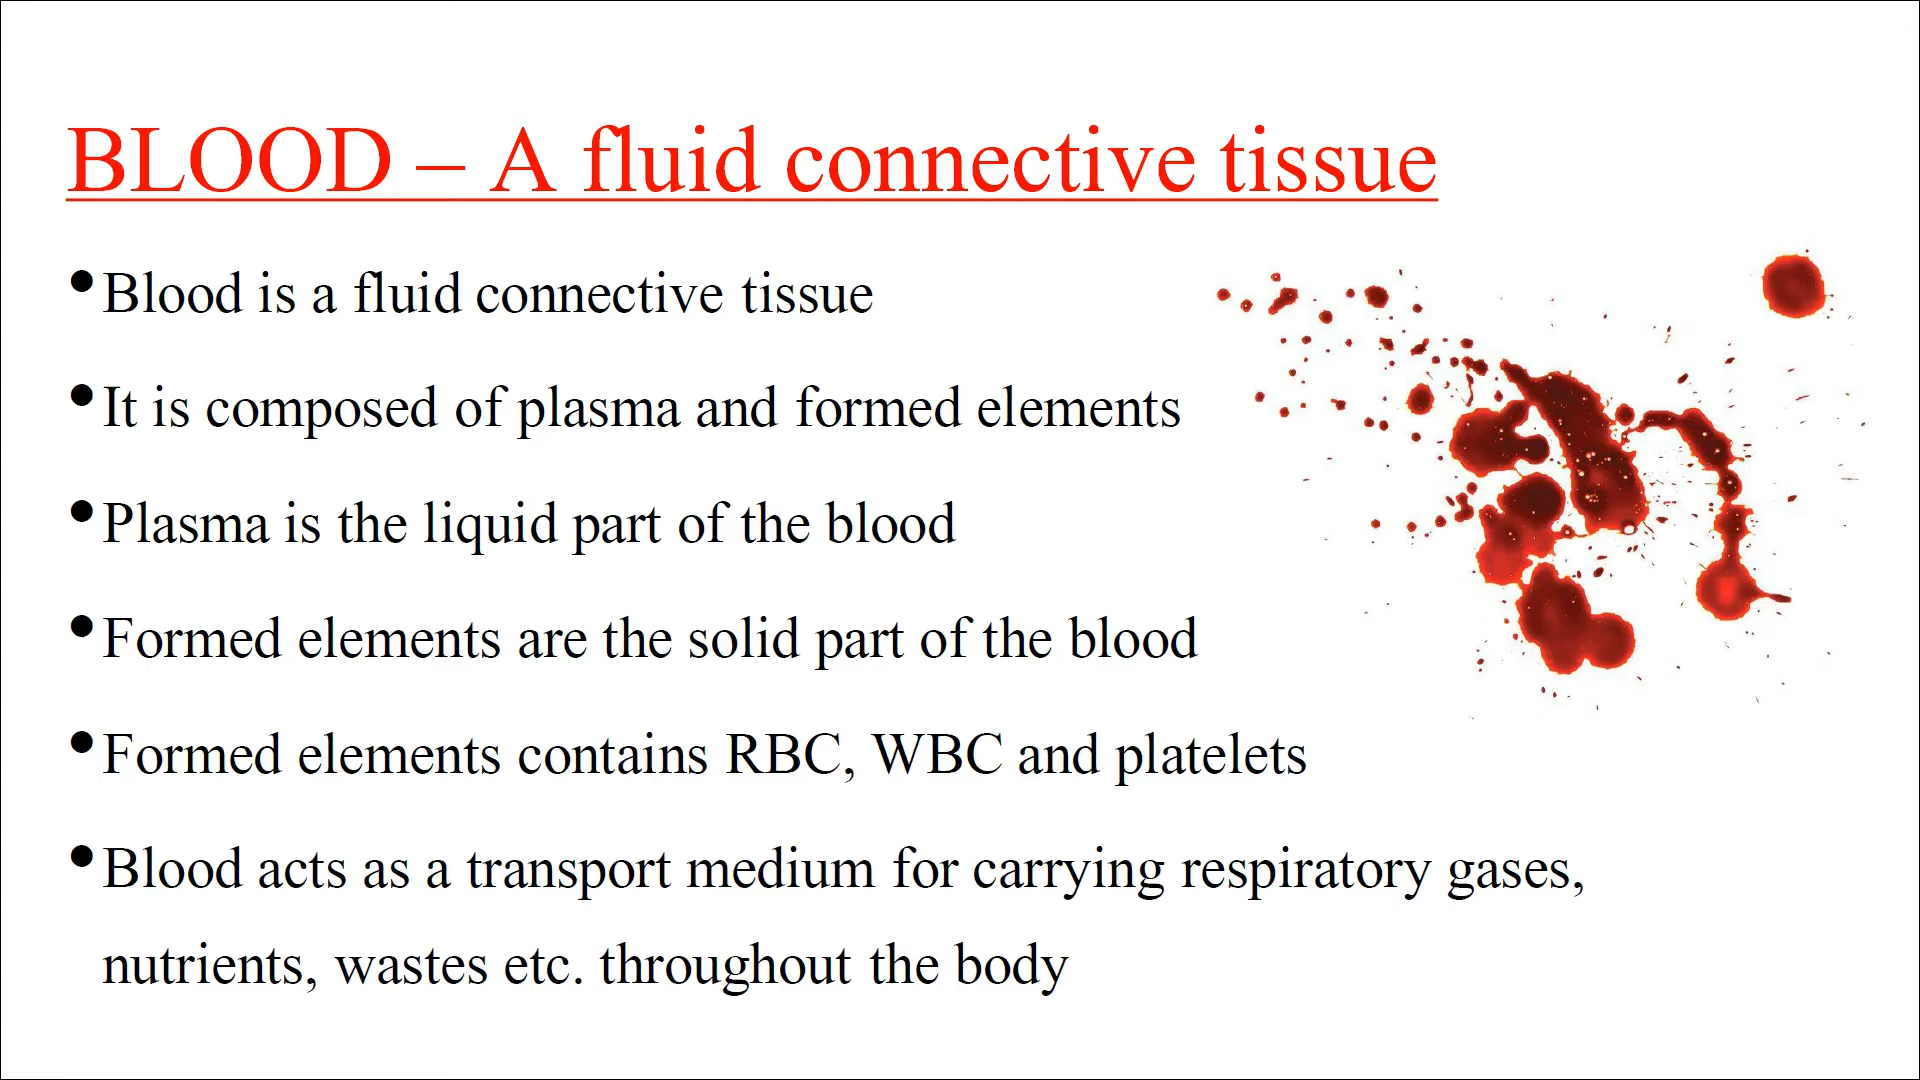 BLOOD – A fluid connective tissue
•Blood is a fluid connective tissue
•It is composed of plasma and formed elements
•Plasma is the liquid part of the blood
•Formed elements are the solid part of the blood
•Formed elements contains RBC, WBC and platelets
•Blood acts as a transport medium for carrying respiratory gases,
nutrients, wastes etc. throughout the body